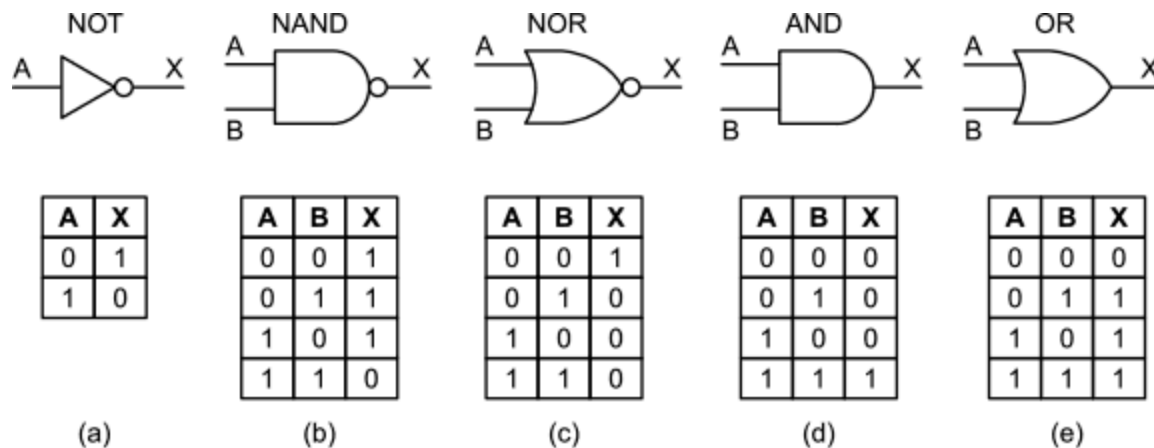 NOT NAND NOR AND OR
A X A X A X A X A X
B B B B
A X A B X A B X A B X A B X
0 1 0 0 1 0 0 1 0 0 0 0 0 0
1 0 0 1 1 0 1 0 0 1 0 0 1 1
1 0 1 1 0 0 1 0 0 1 0 1
1 1 0 1 1 0 1 1 1 1 1 1
(a) (b) (c) (d) (e)